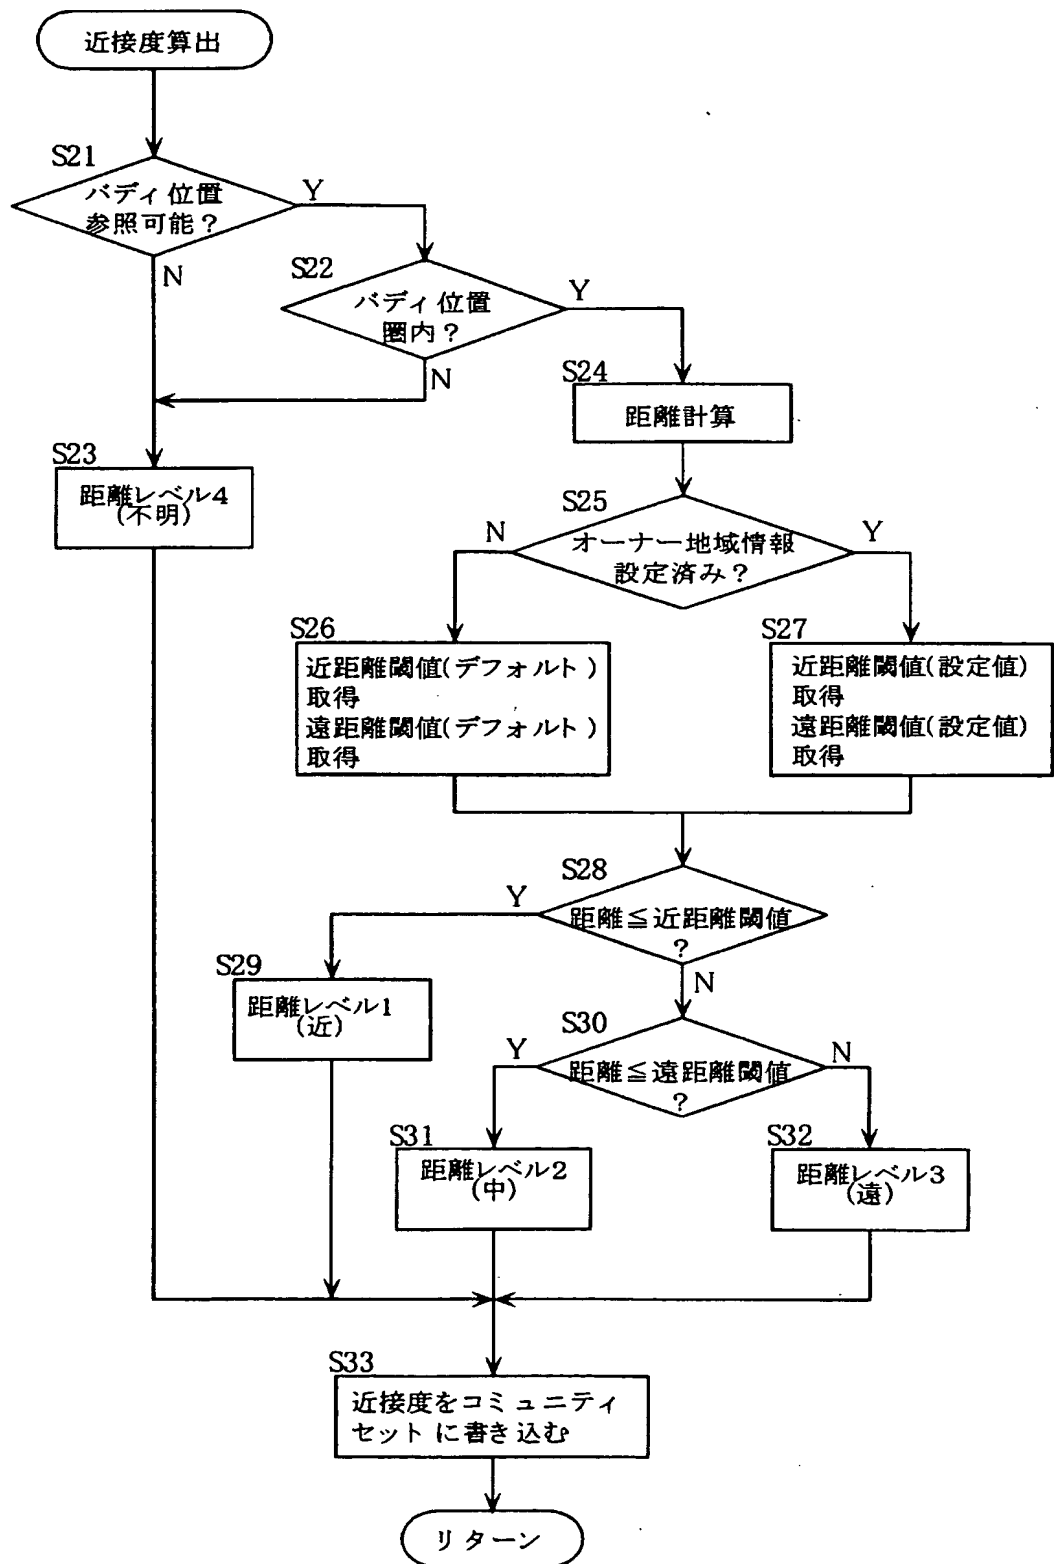 近接度算出
S21
バディ位置
参照可能？
Y
N
S22
バディ位置
圏内？
Y
N
S23
距離レベル4
(不明)
S24
距離計算
S25
オーナー地域情報
設定済み？
N
Y
S26
近距離閾値(デフォルト)
取得
遠距離閾値(デフォルト)
取得
S27
近距離閾値(設定値)
取得
遠距離閾値(設定値)
取得
S28
距離≦近距離閾値
？
Y
N
S29
距離レベル1
(近)
S30
距離≦遠距離閾値
？
Y
N
S31
距離レベル2
(中)
S32
距離レベル3
(遠)
S33
近接度をコミュニティ
セットに書き込む
リターン